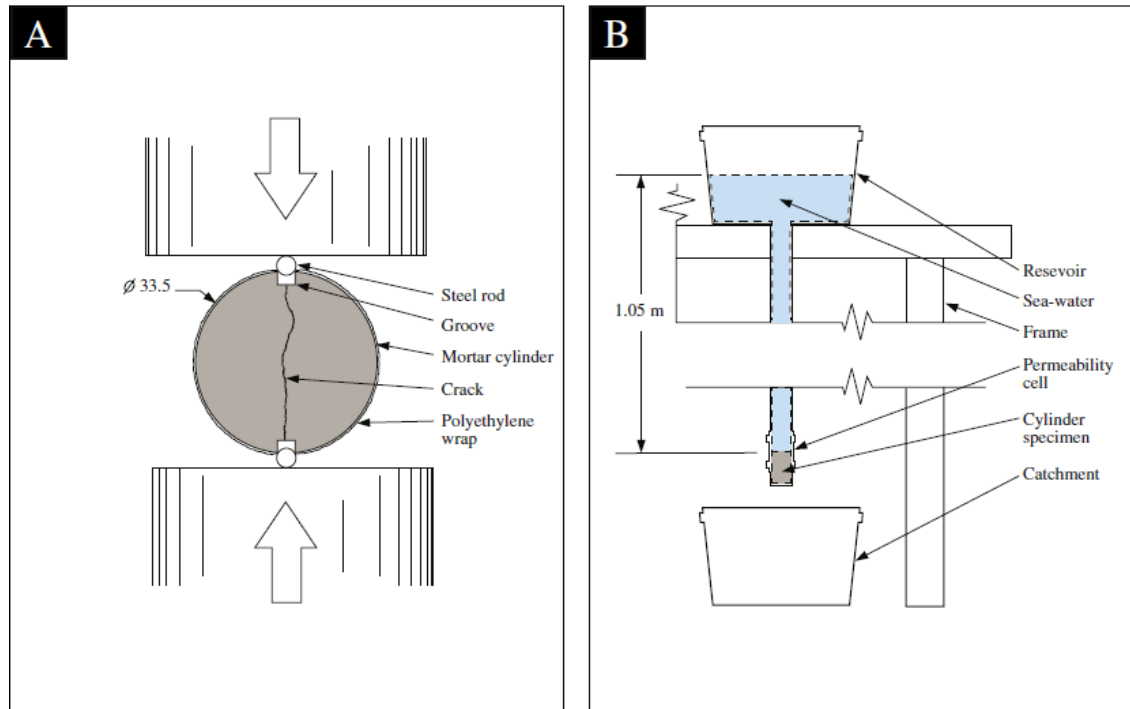 A
Ø 33.5
Steel rod
Groove
Mortar cylinder
Crack
Polyethylene
wrap
B
1.05 m
Resevoir
Sea-water
Frame
Permeability
cell
Cylinder
specimen
Catchment